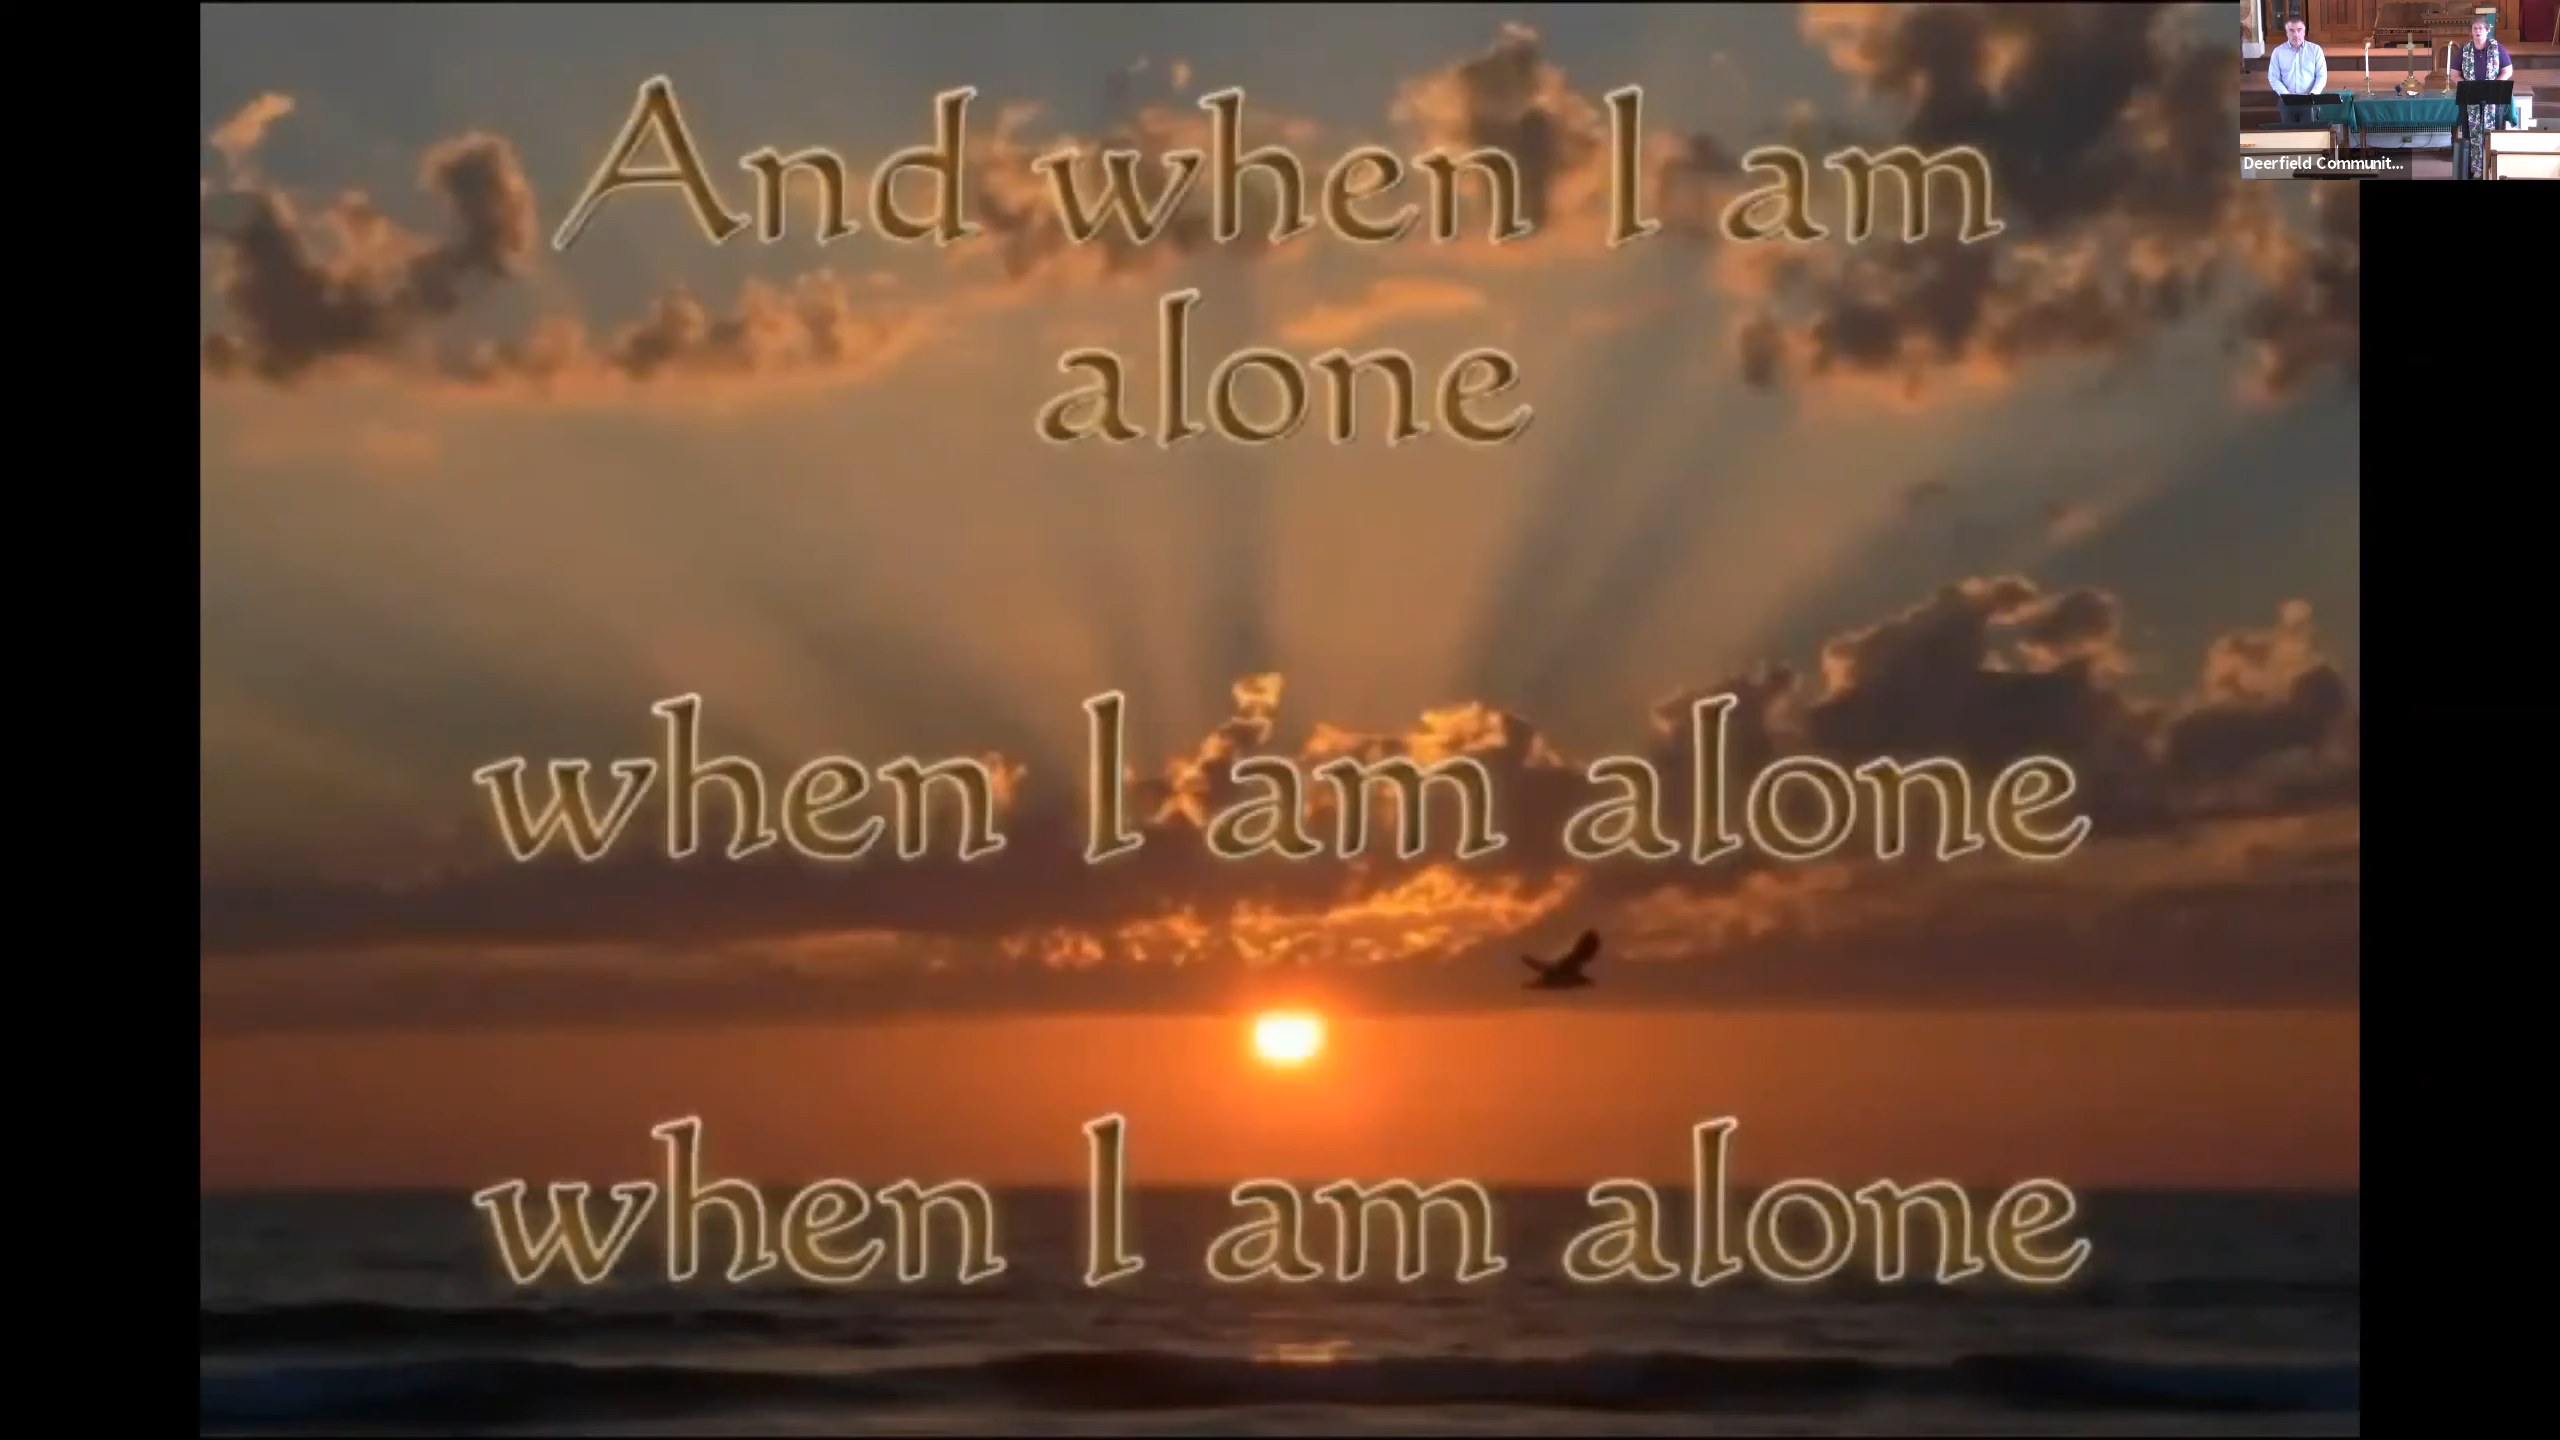 And when I am
alone
when I am alone
when I am alone
Deerfield Communit...